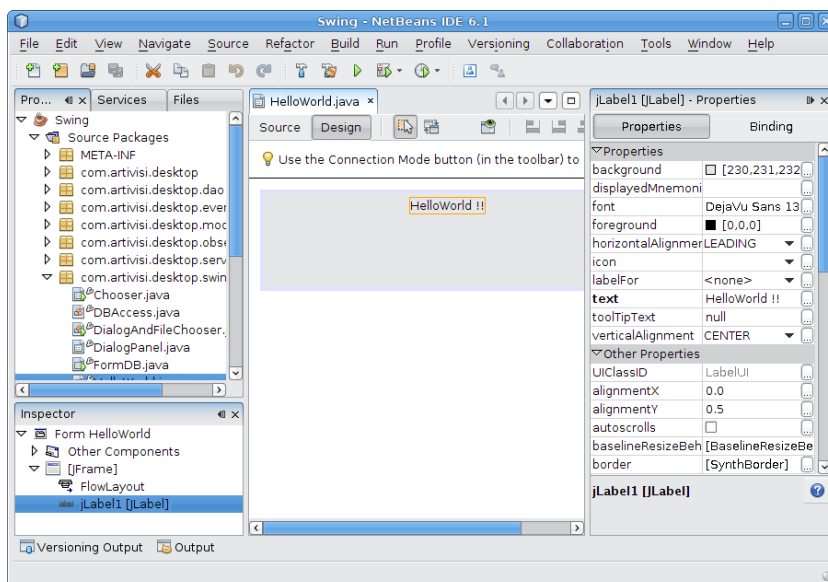 Swing - NetBeans IDE 6.1
File Edit View Navigate Source Refactor Build Run Profile Versioning Collaboration Tools Window Help
Pro... Services Files
Swing
Source Packages
META-INF
com.artivisi.desktop
com.artivisi.desktop.dao
com.artivisi.desktop.ever
com.artivisi.desktop.moc
com.artivisi.desktop.obse
com.artivisi.desktop.serv
com.artivisi.desktop.swin
Chooser.java
DBAccess.java
DialogAndFileChooser.
DialogPanel.java
FormDB.java
Inspector
Form HelloWorld
Other Components
[JFrame]
FlowLayout
jLabel1 [JLabel]
HelloWorld.java
Source Design
Use the Connection Mode button (in the toolbar) to
HelloWorld !!
jLabel1 [JLabel] - Properties
Properties Binding
Properties
background [230,231,232
displayedMnemoni
font DejaVu Sans 13
foreground [0,0,0]
horizontalAlignmer LEADING
icon
labelFor <none>
text HelloWorld !!
toolTipText null
verticalAlignment CENTER
Other Properties
UIClassID LabelUI
alignmentX 0.0
alignmentY 0.5
autoscrolls
baselineResizeBeh [BaselineResizeBe
border [SynthBorder]
jLabel1 [JLabel]
Versioning Output Output